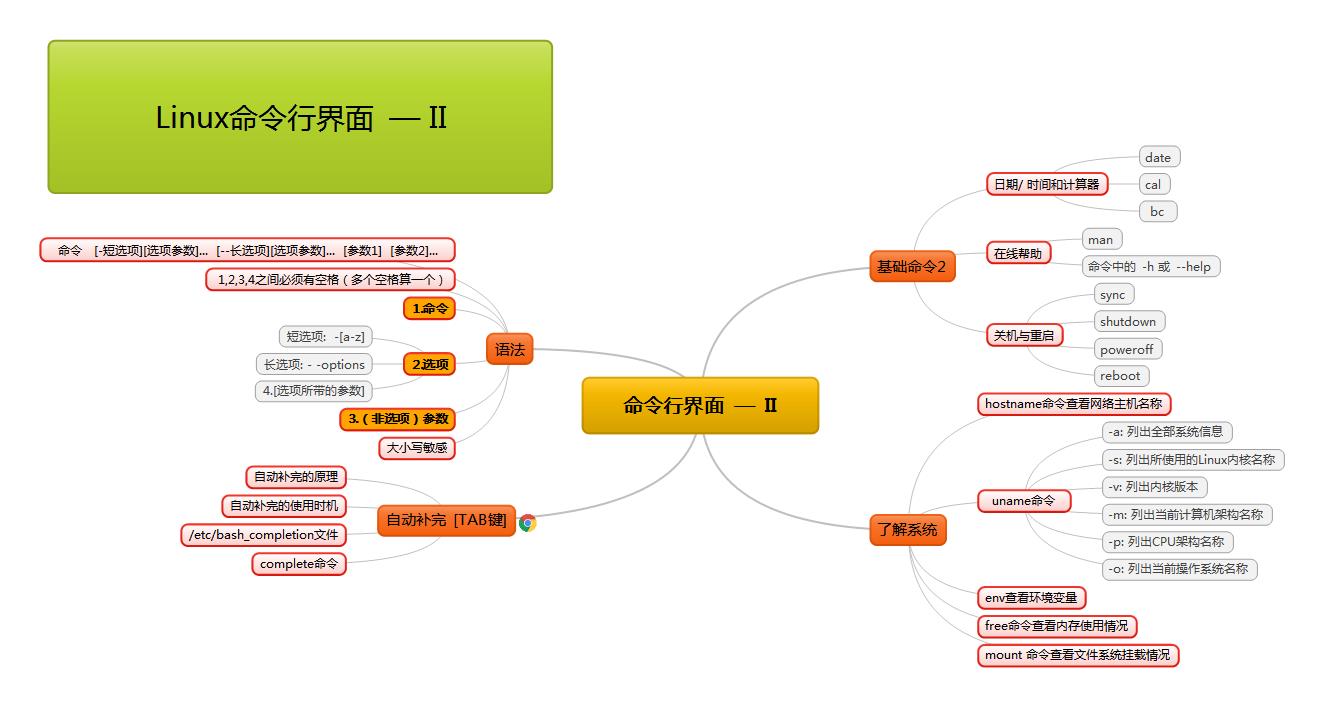 Linux命令行界面 — II
命令行界面 — II
基础命令2
日期/ 时间和计算器
date
cal
bc
在线帮助
man
命令中的 -h 或 --help
关机与重启
sync
shutdown
poweroff
reboot
了解系统
hostname命令查看网络主机名称
uname命令
-a: 列出全部系统信息
-s: 列出所使用的Linux内核名称
-v: 列出内核版本
-m: 列出当前计算机架构名称
-p: 列出CPU架构名称
-o: 列出当前操作系统名称
env查看环境变量
free命令查看内存使用情况
mount 命令查看文件系统挂载情况
语法
命令 [-短选项][选项参数]... [--长选项][选项参数]... [参数1] [参数2]...
1,2,3,4之间必须有空格（多个空格算一个）
1.命令
2.选项
短选项: -[a-z]
长选项: - -options
4.[选项所带的参数]
3.（非选项）参数
大小写敏感
自动补完 [TAB键]
自动补完的原理
自动补完的使用时机
/etc/bash_completion文件
complete命令